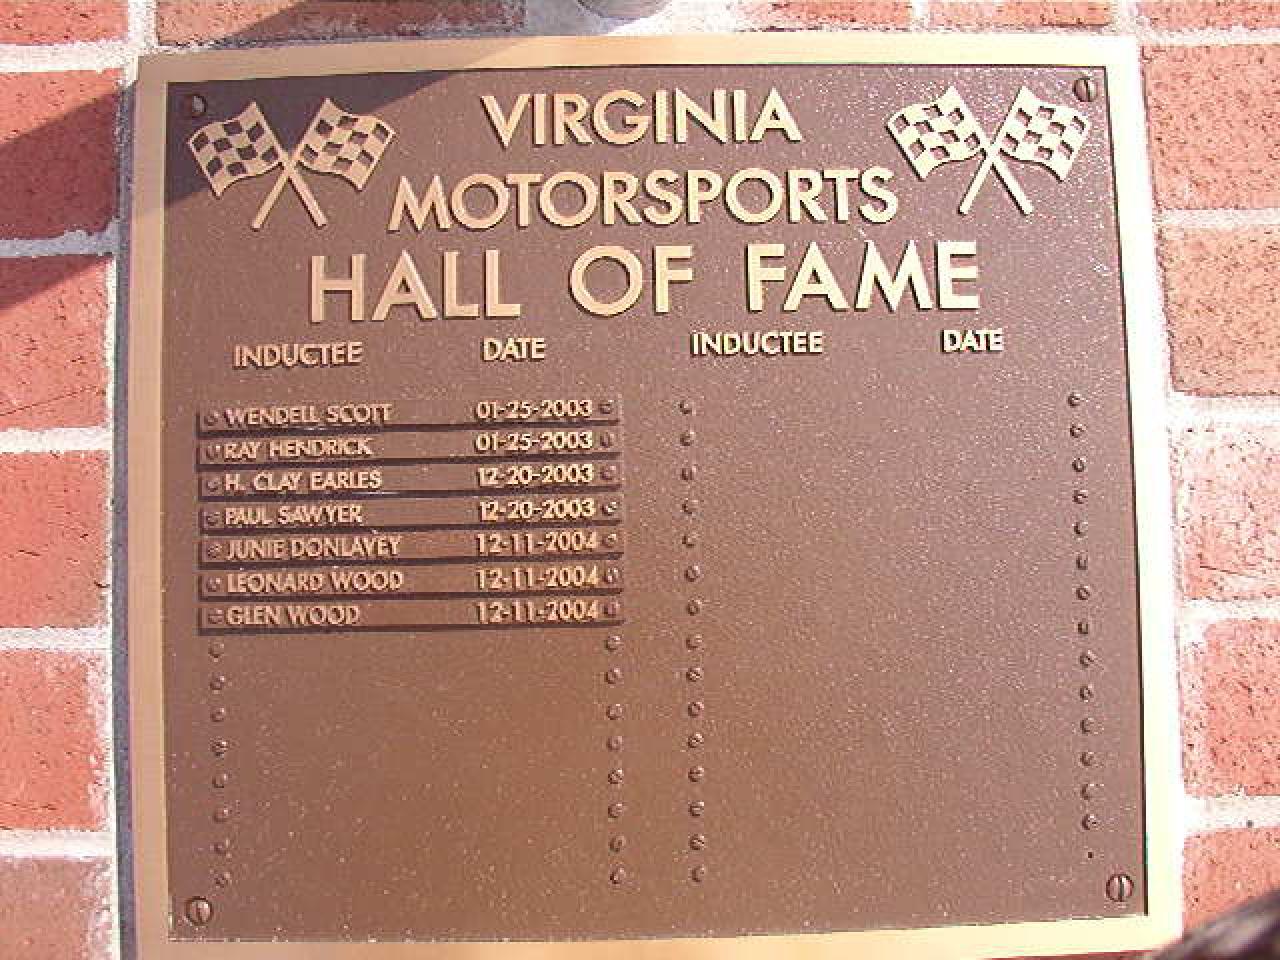 VIRGINIA
MOTORSPORTS
HALL OF FAME
INDUCTEE DATE INDUCTEE DATE
WENDELL SCOTT 01-25-2003
RAY HENDRICK 01-25-2003
H. CLAY EARLES 12-20-2003
PAUL SAWYER 12-20-2003
JUNIE DONLAVEY 12-11-2004
LEONARD WOOD 12-11-2004
GLEN WOOD 12-11-2004